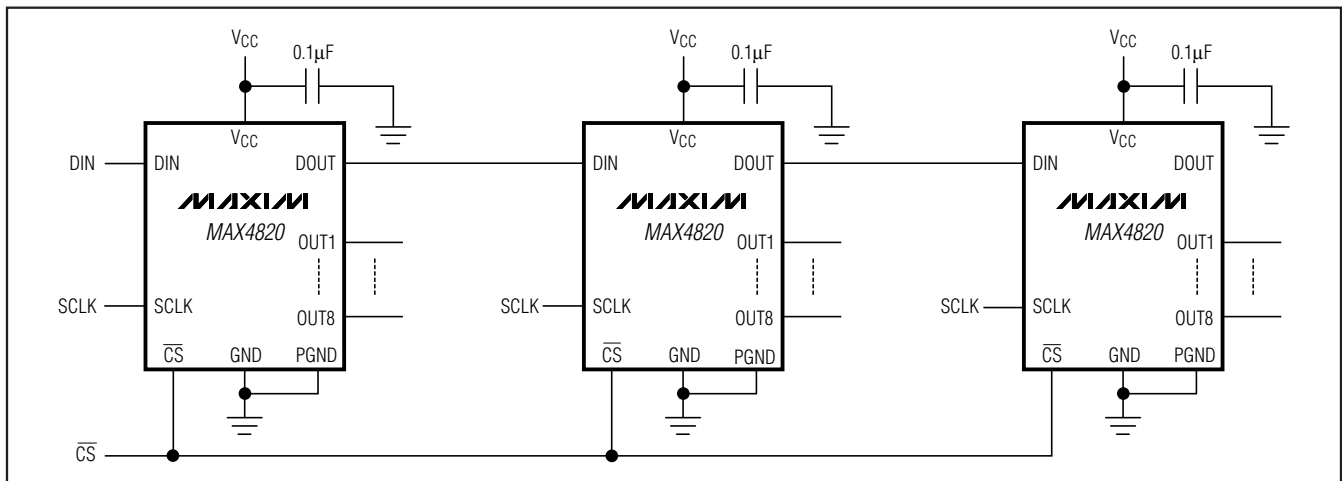 VCC VCC VCC
0.1µF 0.1µF 0.1µF
VCC VCC VCC
DIN DIN DOUT DIN DOUT DIN DOUT
MAXIM MAXIM MAXIM
MAX4820 MAX4820 MAX4820
OUT1 OUT1 OUT1
SCLK SCLK SCLK SCLK SCLK SCLK
OUT8 OUT8 OUT8
CS GND PGND CS GND PGND CS GND PGND
CS